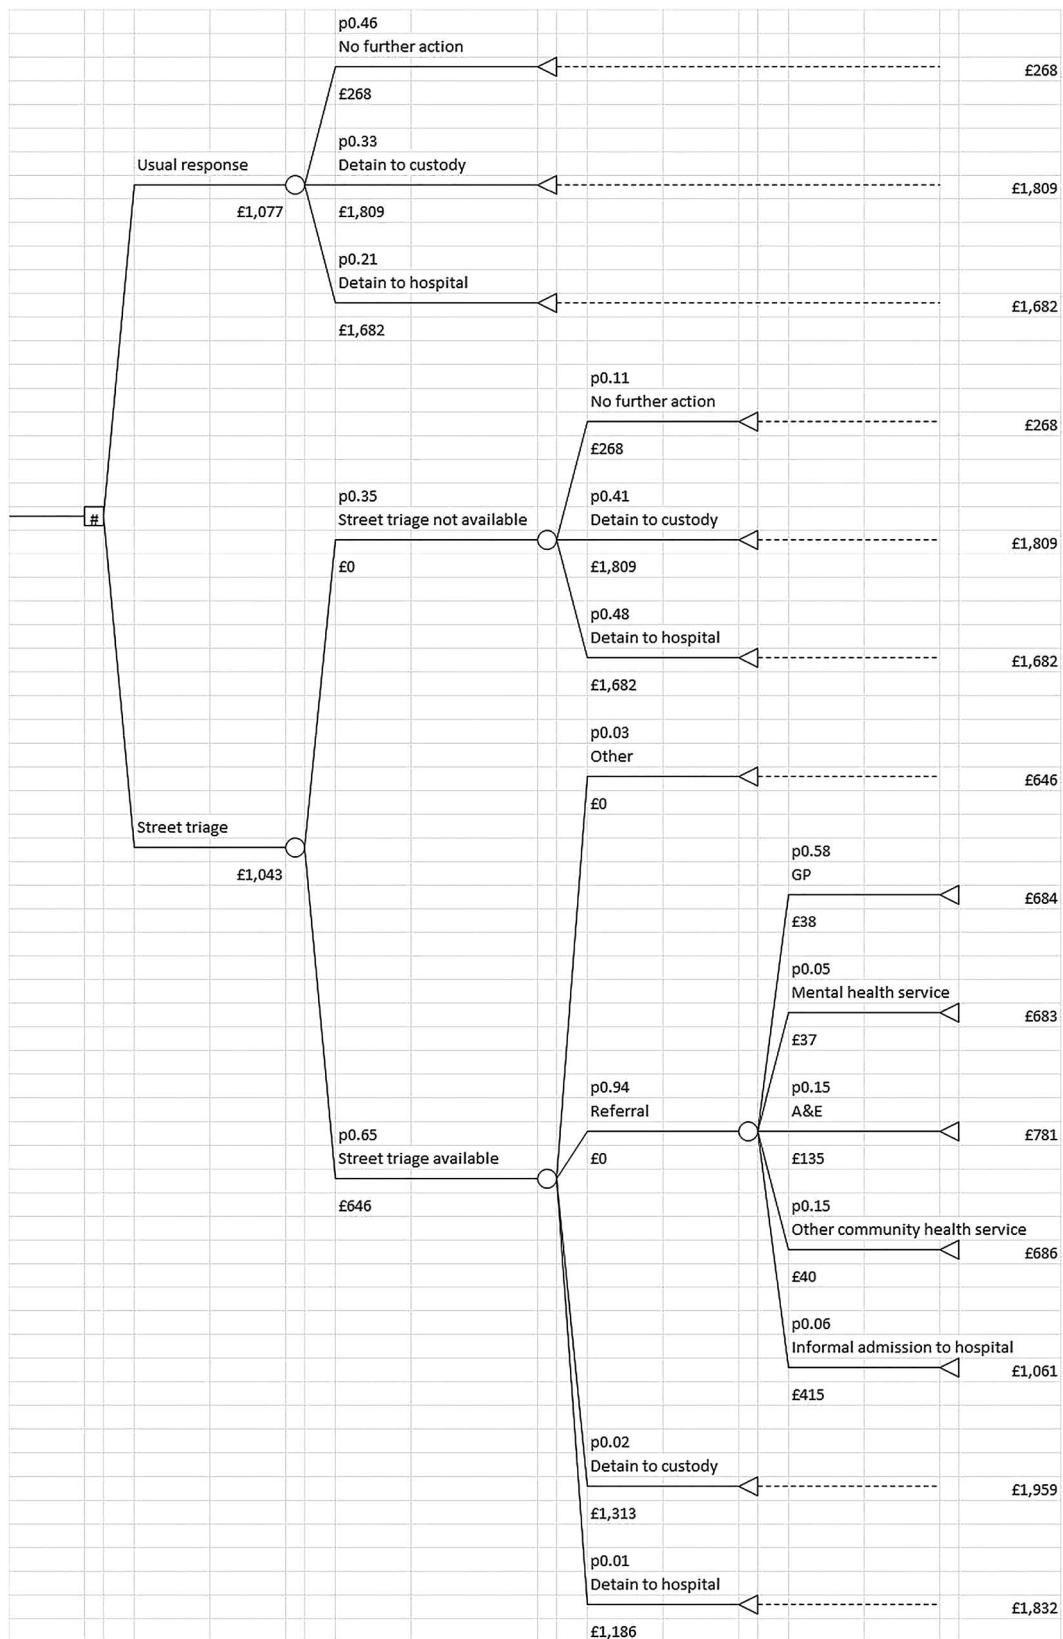 p0.46
No further action
£268
£268
p0.33
Usual response
Detain to custody
£1,809
£1,077
£1,809
p0.21
Detain to hospital
£1,682
£1,682
p0.11
No further action
£268
£268
p0.35
p0.41
Street triage not available
Detain to custody
#
£1,809
£0
£1,809
p0.48
Detain to hospital
£1,682
£1,682
p0.03
Other
£646
£0
Street triage
£1,043
p0.58
GP
£684
£38
p0.05
Mental health service
£683
£37
p0.94
p0.15
Referral
A&E
£781
p0.65
Street triage available
£0
£135
£646
p0.15
Other community health service
£686
£40
p0.06
Informal admission to hospital
£1,061
£415
p0.02
Detain to custody
£1,959
£1,313
p0.01
Detain to hospital
£1,832
£1,186